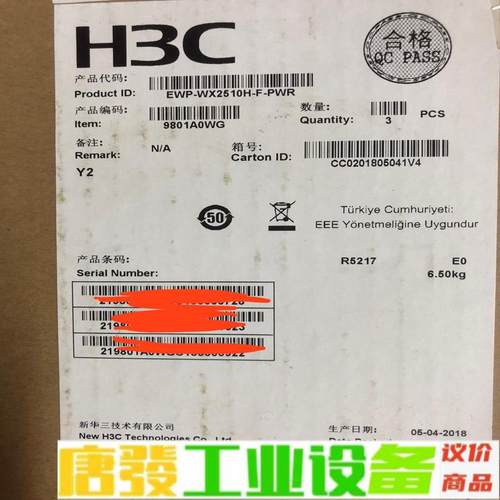 H3C
合格
QC PASS
产品代码:
Product ID: EWP-WX2510H-F-PWR
产品编码:
Item: 9801A0WG
数量:
Quantity: 3 PCS
备注:
Remark: N/A
箱号:
Carton ID: CC0201805041V4
Y2
50
Türkiye Cumhuriyeti:
EEE Yönetmeliğine Uygundur
产品条码:
Serial Number:
R5217 E0
6.50kg
新华三技术有限公司
New H3C Technologies Co., Ltd
生产日期: 05-04-2018
唐發工业设备
议价
商品